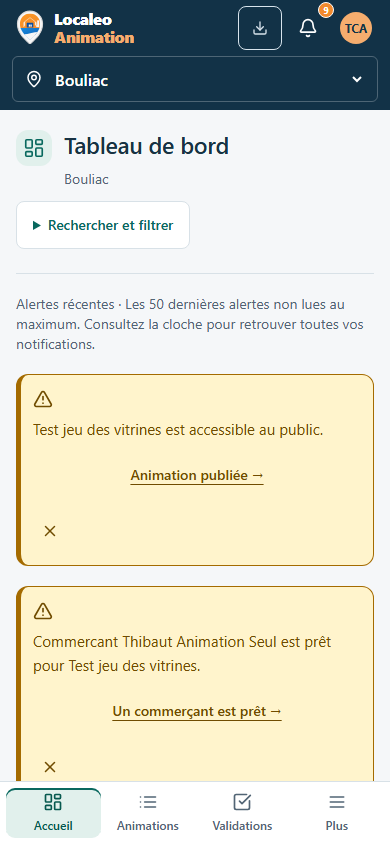 Localeo
Animation
9
TCA
Bouliac
Tableau de bord
Bouliac
▶ Rechercher et filtrer
Alertes récentes · Les 50 dernières alertes non lues au
maximum. Consultez la cloche pour retrouver toutes vos
notifications.
Test jeu des vitrines est accessible au public.
Animation publiée →
Commercant Thibaut Animation Seul est prêt
pour Test jeu des vitrines.
Un commerçant est prêt →
Accueil
Animations
Validations
Plus